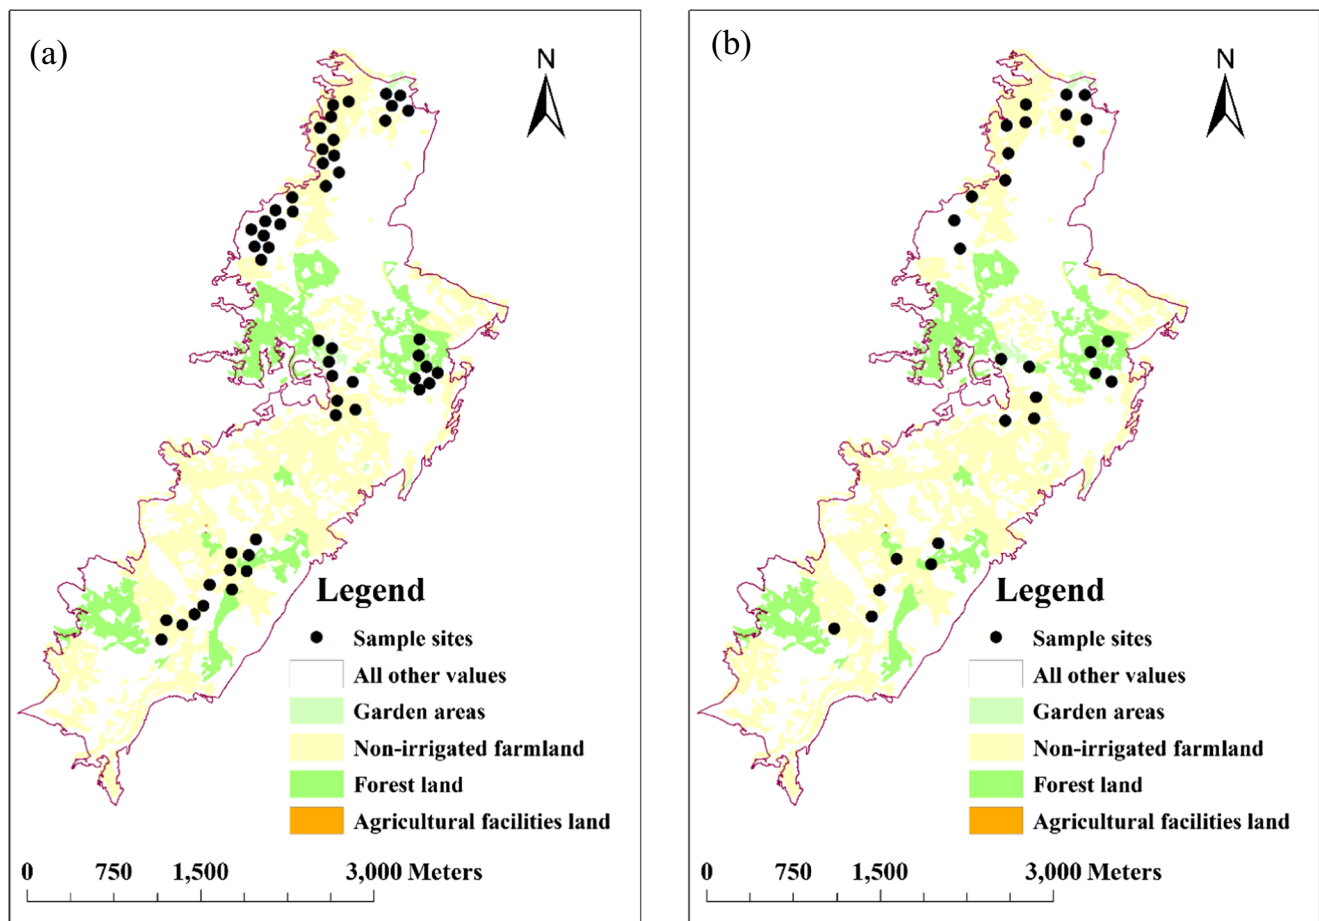 (a)
N
Legend
Sample sites
All other values
Garden areas
Non-irrigated farmland
Forest land
Agricultural facilities land
0 750 1,500 3,000 Meters
(b)
N
Legend
Sample sites
All other values
Garden areas
Non-irrigated farmland
Forest land
Agricultural facilities land
0 750 1,500 3,000 Meters